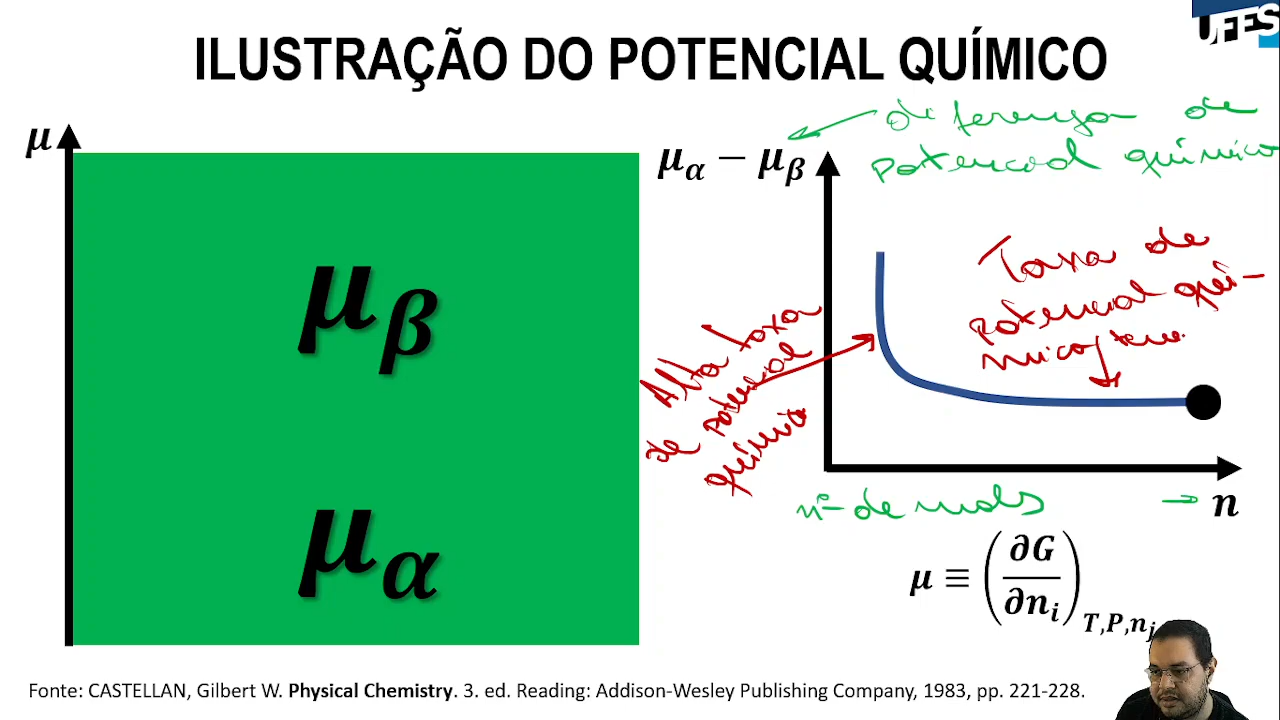 UFES
ILUSTRAÇÃO DO POTENCIAL QUÍMICO
μ
μβ
μα
μα − μβ
diferença de
potencial químico
Alta taxa
de potencial
químico
Taxa de
potencial quí-
mico
nº de mols
→ n
μ ≡ (∂G/∂ni)T,P,nj
Fonte: CASTELLAN, Gilbert W. Physical Chemistry. 3. ed. Reading: Addison-Wesley Publishing Company, 1983, pp. 221-228.